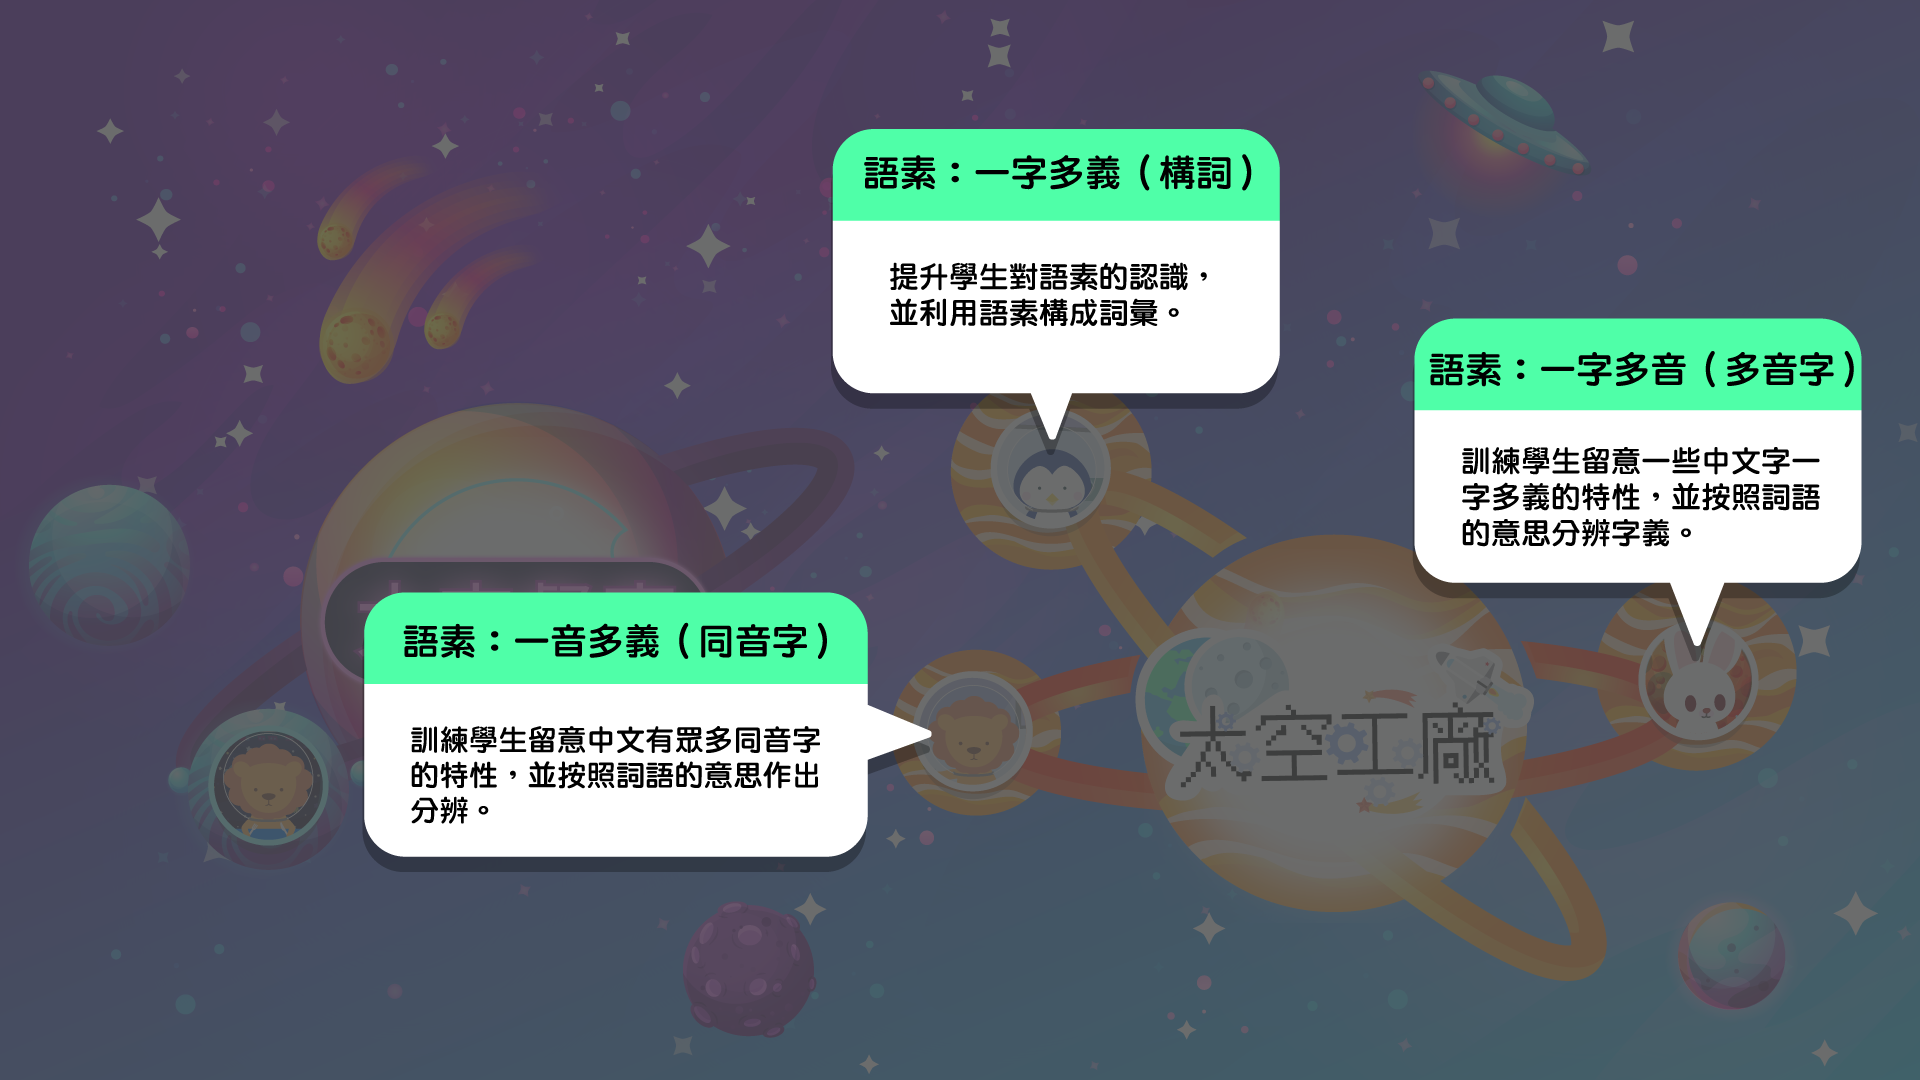 語素：一字多義（構詞）
提升學生對語素的認識，
並利用語素構成詞彙。
語素：一字多音（多音字）
訓練學生留意一些中文字一
字多義的特性，並按照詞語
的意思分辨字義。
語素：一音多義（同音字）
訓練學生留意中文有眾多同音字
的特性，並按照詞語的意思作出
分辨。
太空工廠